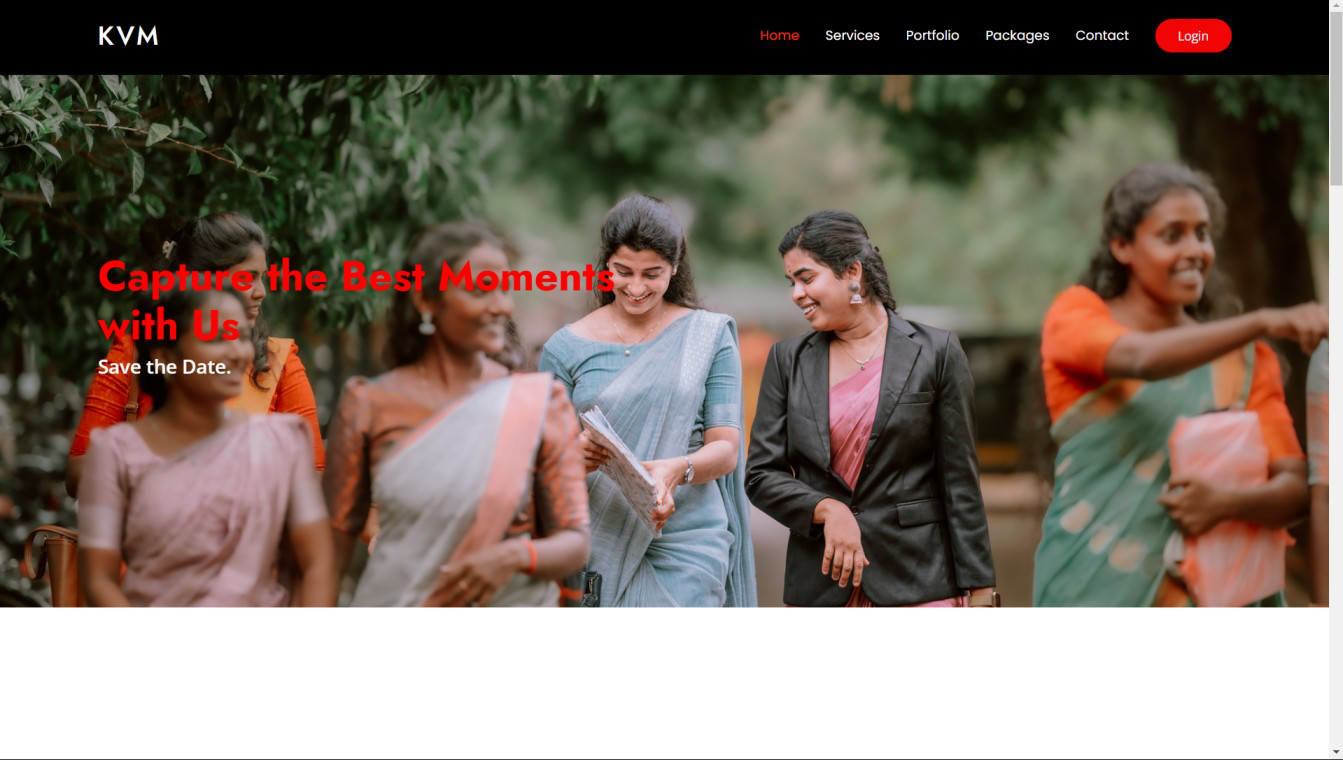 KVM
Home Services Portfolio Packages Contact Login
Capture the Best Moments
with Us
Save the Date.